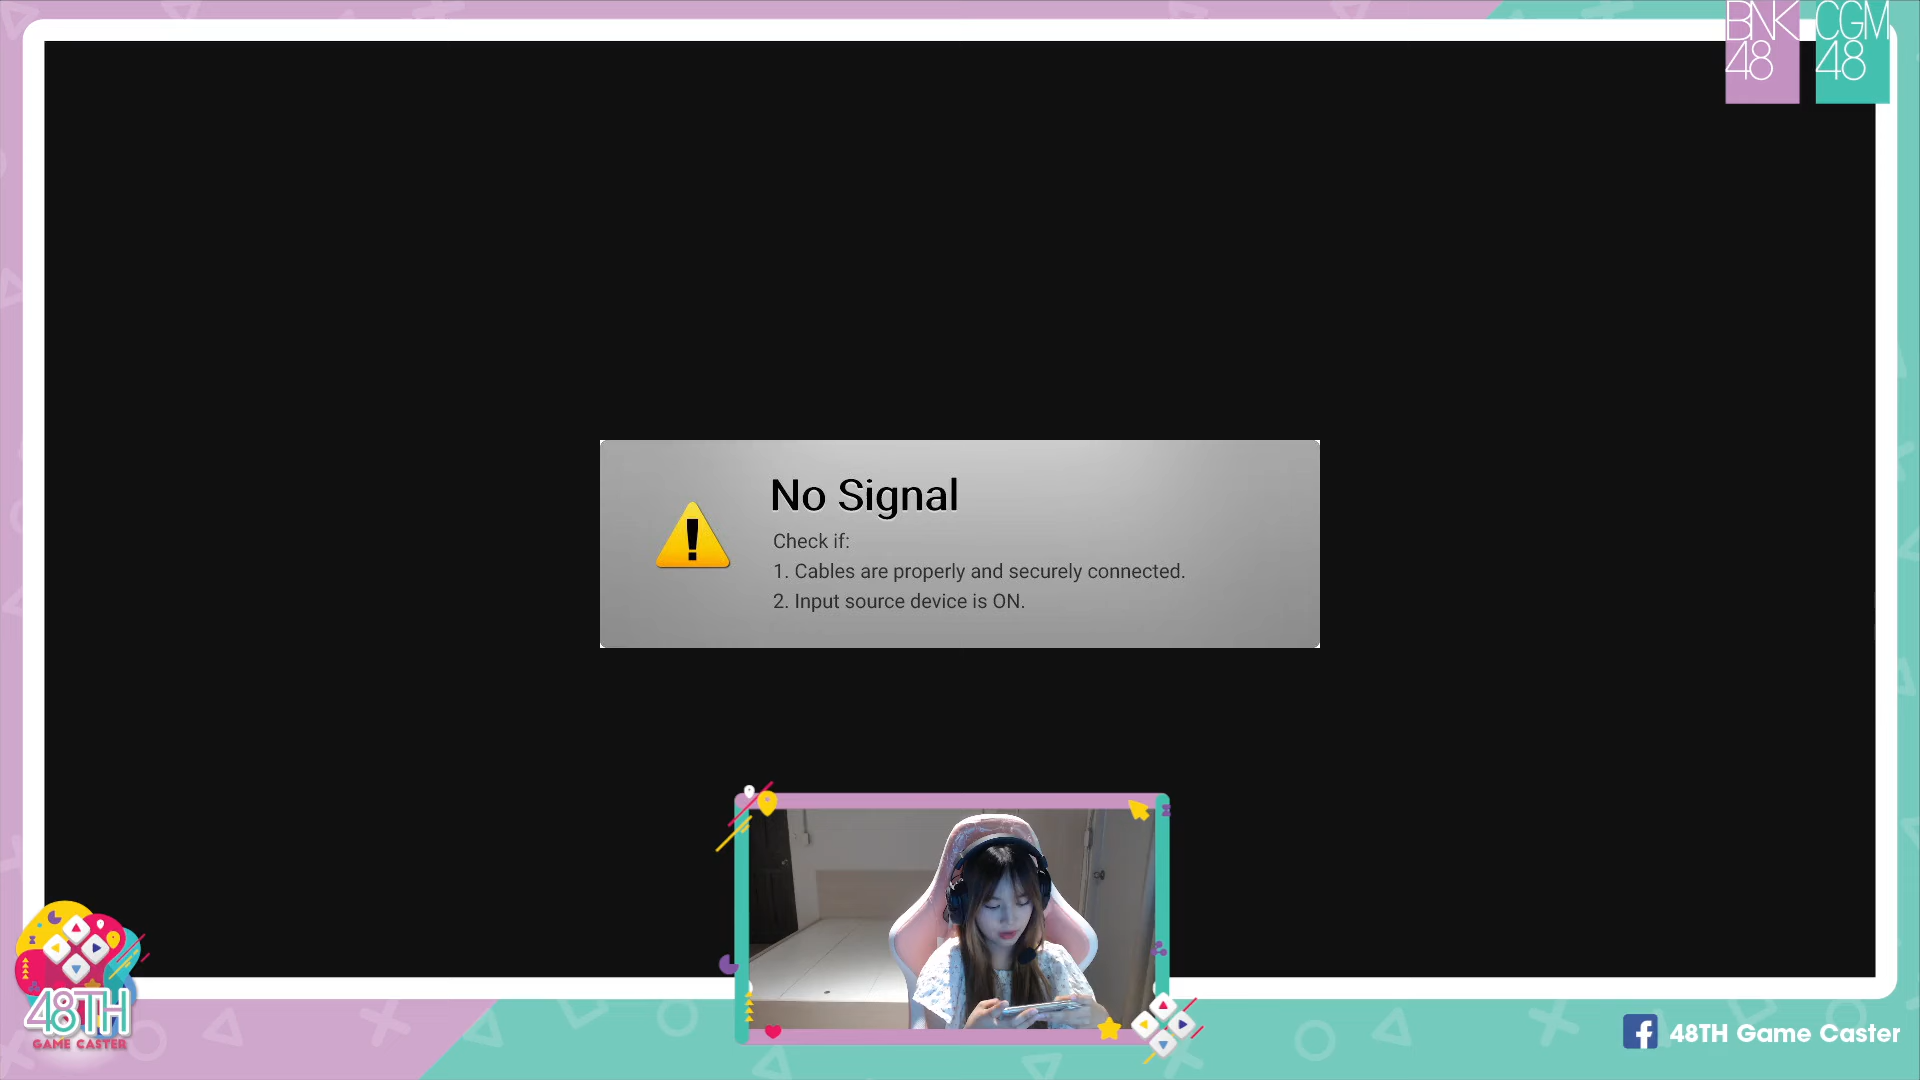 BNK
48
CGM
48
No Signal
Check if:
1. Cables are properly and securely connected.
2. Input source device is ON.
48TH
GAME CASTER
48TH Game Caster